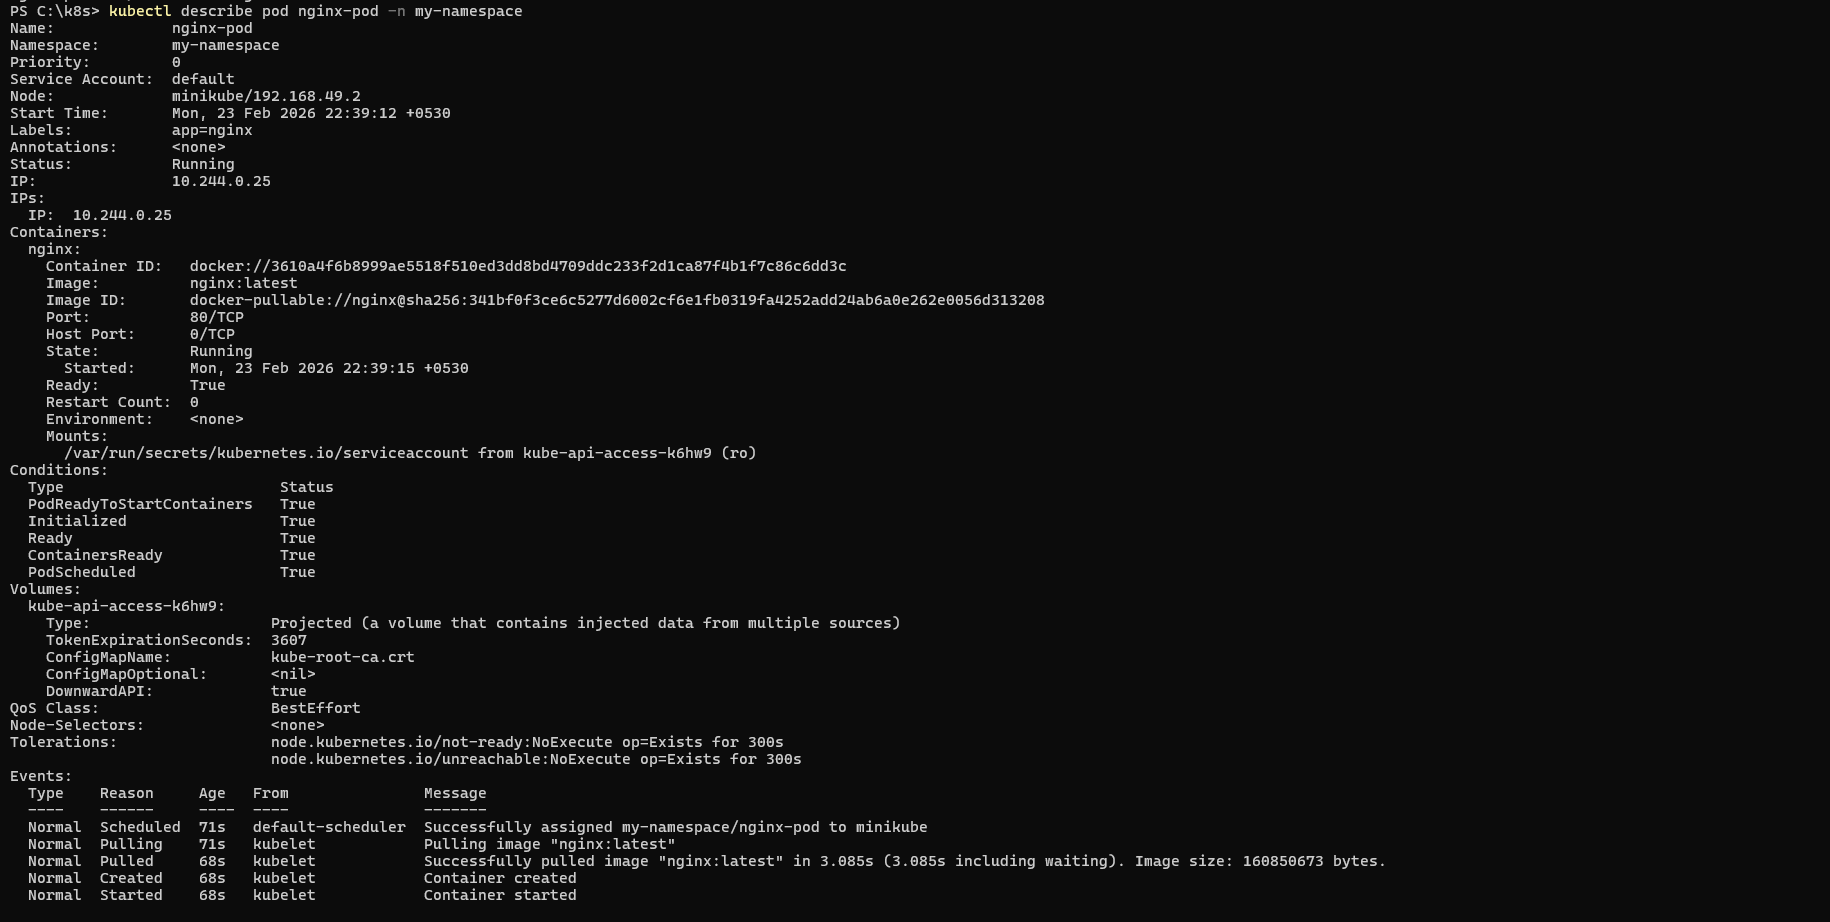 PS C:\k8s> kubectl describe pod nginx-pod -n my-namespace
Name:             nginx-pod
Namespace:        my-namespace
Priority:         0
Service Account:  default
Node:             minikube/192.168.49.2
Start Time:       Mon, 23 Feb 2026 22:39:12 +0530
Labels:           app=nginx
Annotations:      <none>
Status:           Running
IP:               10.244.0.25
IPs:
  IP:  10.244.0.25
Containers:
  nginx:
    Container ID:   docker://3610a4f6b8999ae5518f510ed3dd8bd4709ddc233f2d1ca87f4b1f7c86c6dd3c
    Image:          nginx:latest
    Image ID:       docker-pullable://nginx@sha256:341bf0f3ce6c5277d6002cf6e1fb0319fa4252add24ab6a0e262e0056d313208
    Port:           80/TCP
    Host Port:      0/TCP
    State:          Running
      Started:      Mon, 23 Feb 2026 22:39:15 +0530
    Ready:          True
    Restart Count:  0
    Environment:    <none>
    Mounts:
      /var/run/secrets/kubernetes.io/serviceaccount from kube-api-access-k6hw9 (ro)
Conditions:
  Type                        Status
  PodReadyToStartContainers   True
  Initialized                 True
  Ready                       True
  ContainersReady             True
  PodScheduled                True
Volumes:
  kube-api-access-k6hw9:
    Type:                    Projected (a volume that contains injected data from multiple sources)
    TokenExpirationSeconds:  3607
    ConfigMapName:           kube-root-ca.crt
    ConfigMapOptional:       <nil>
    DownwardAPI:             true
QoS Class:                   BestEffort
Node-Selectors:              <none>
Tolerations:                 node.kubernetes.io/not-ready:NoExecute op=Exists for 300s
                             node.kubernetes.io/unreachable:NoExecute op=Exists for 300s
Events:
  Type    Reason     Age   From               Message
  ----    ------     ----  ----               -------
  Normal  Scheduled  71s   default-scheduler  Successfully assigned my-namespace/nginx-pod to minikube
  Normal  Pulling    71s   kubelet            Pulling image "nginx:latest"
  Normal  Pulled     68s   kubelet            Successfully pulled image "nginx:latest" in 3.085s (3.085s including waiting). Image size: 160850673 bytes.
  Normal  Created    68s   kubelet            Container created
  Normal  Started    68s   kubelet            Container started